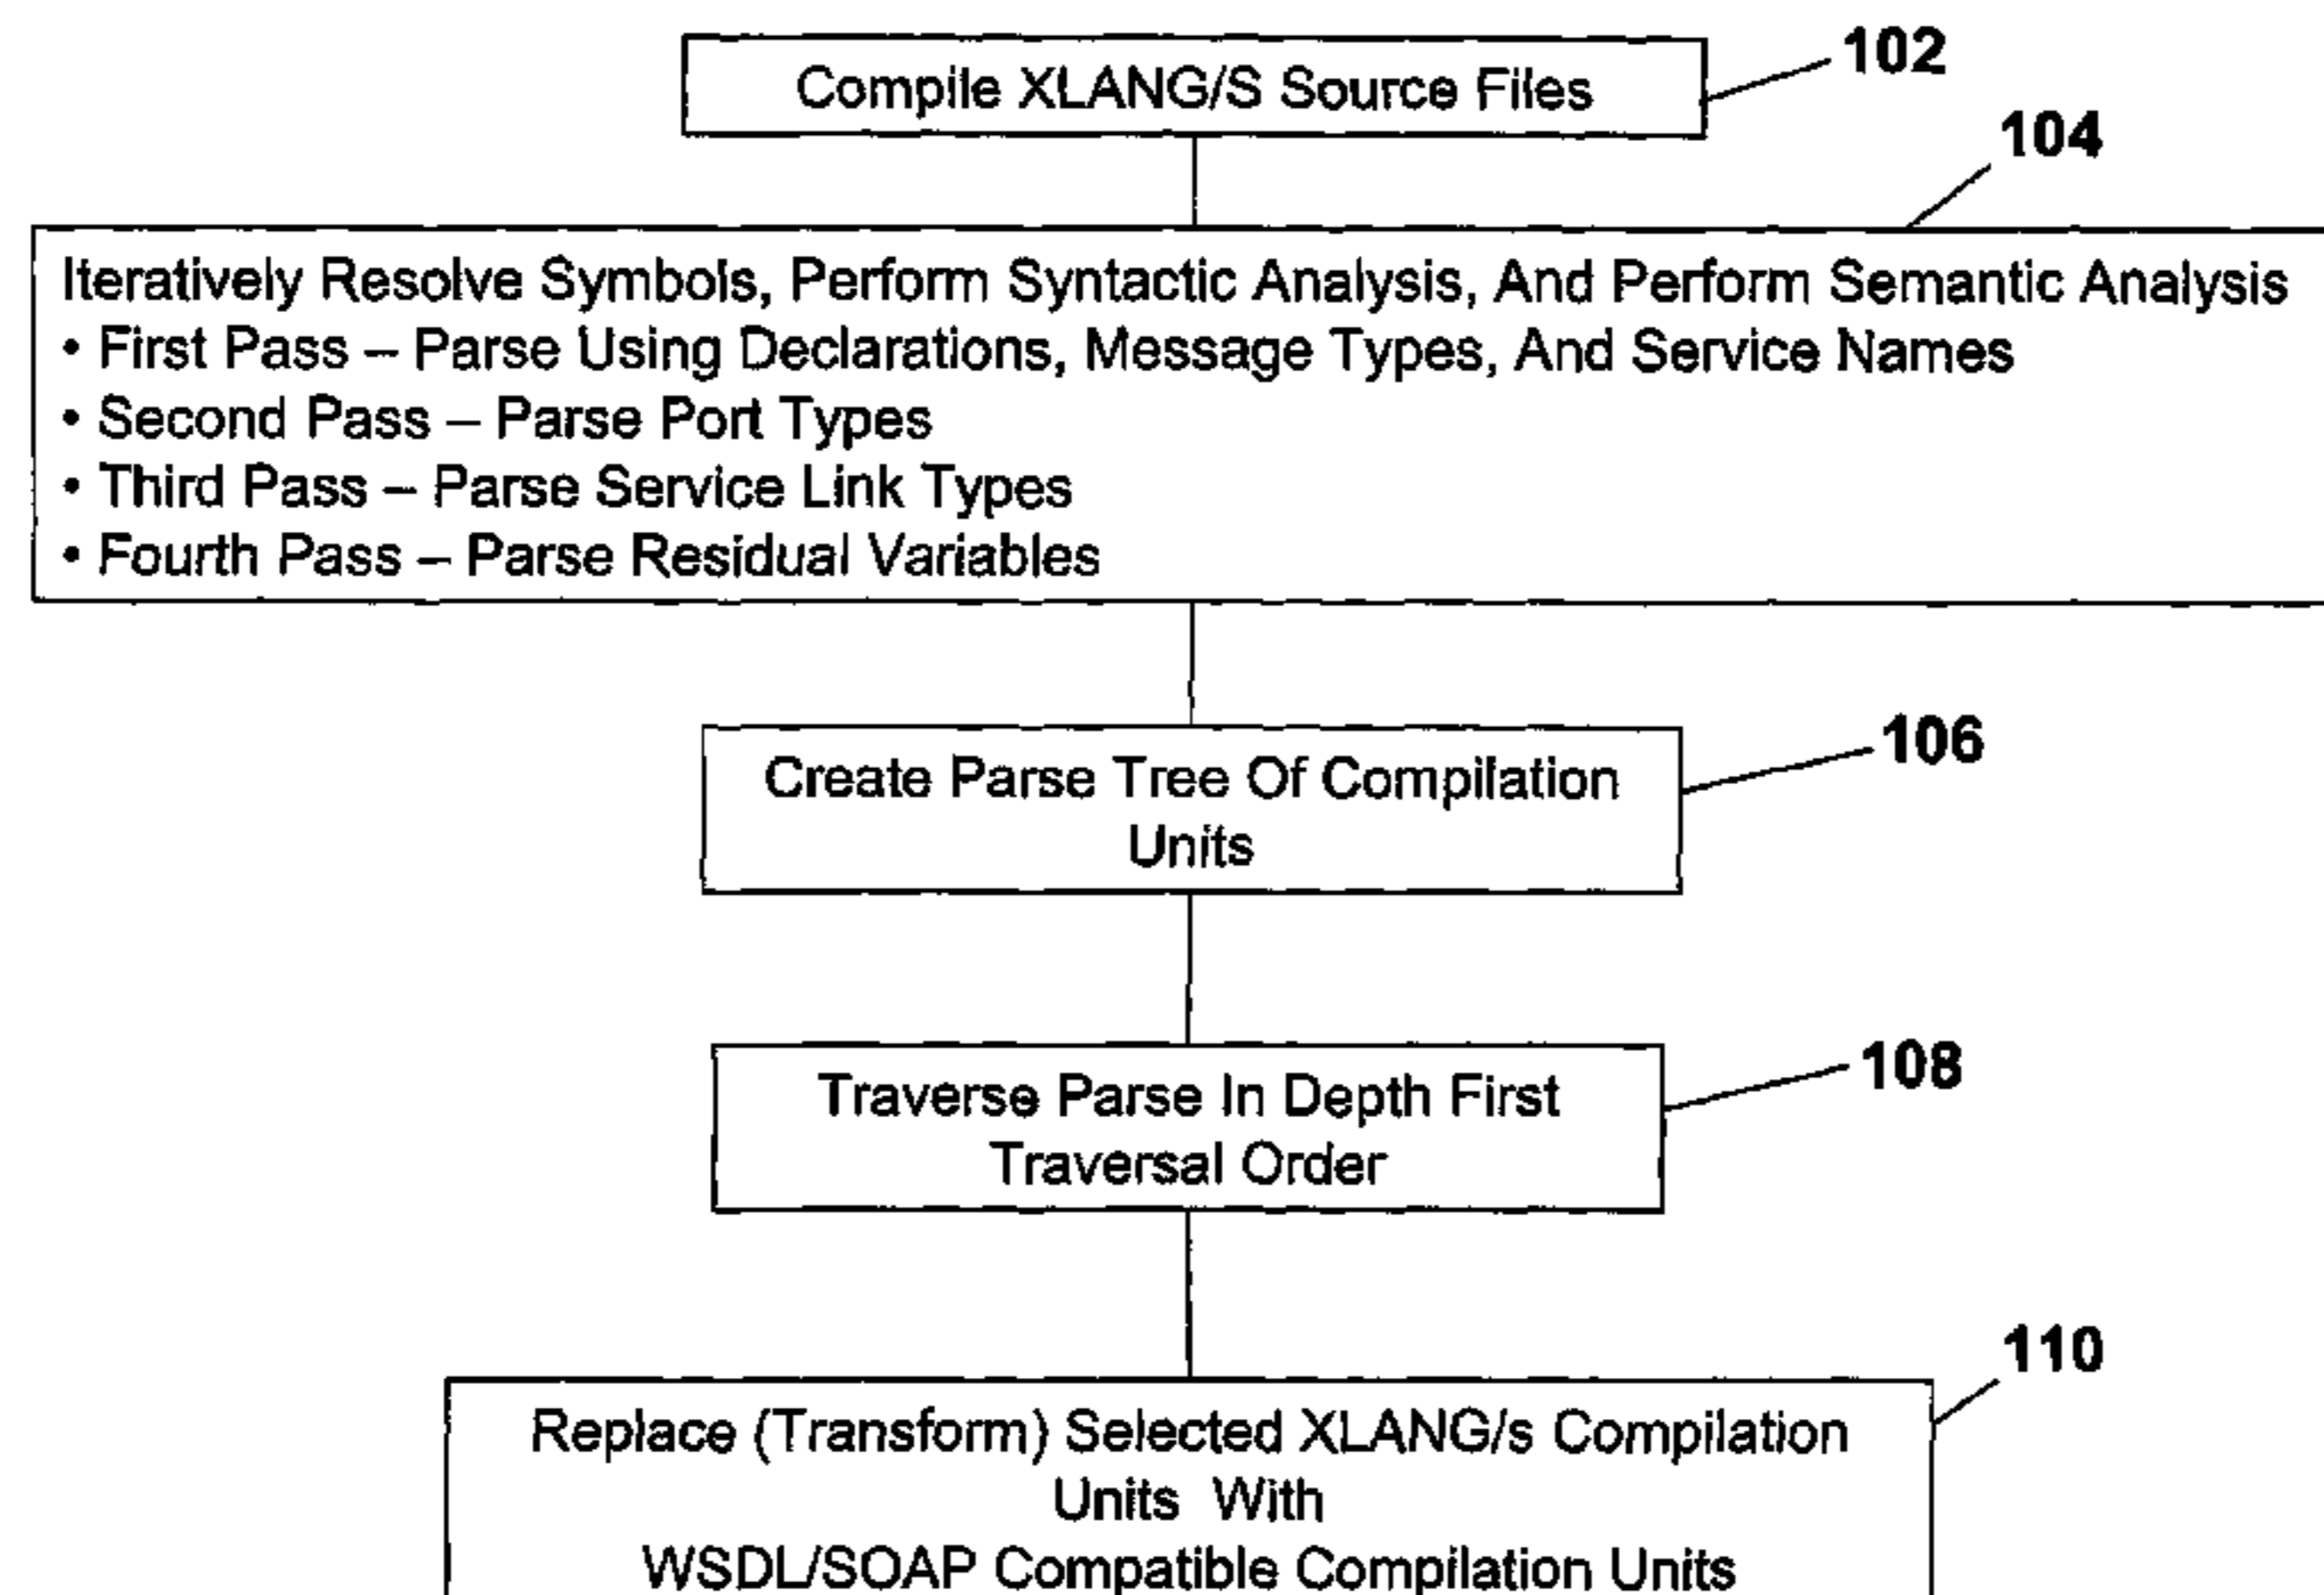 Compile XLANG/S Source Files
102
104
Iteratively Resolve Symbols, Perform Syntactic Analysis, And Perform Semantic Analysis
• First Pass – Parse Using Declarations, Message Types, And Service Names
• Second Pass – Parse Port Types
• Third Pass – Parse Service Link Types
• Fourth Pass – Parse Residual Variables
106
Create Parse Tree Of Compilation
Units
108
Traverse Parse In Depth First
Traversal Order
110
Replace (Transform) Selected XLANG/s Compilation
Units With
WSDL/SOAP Compatible Compilation Units